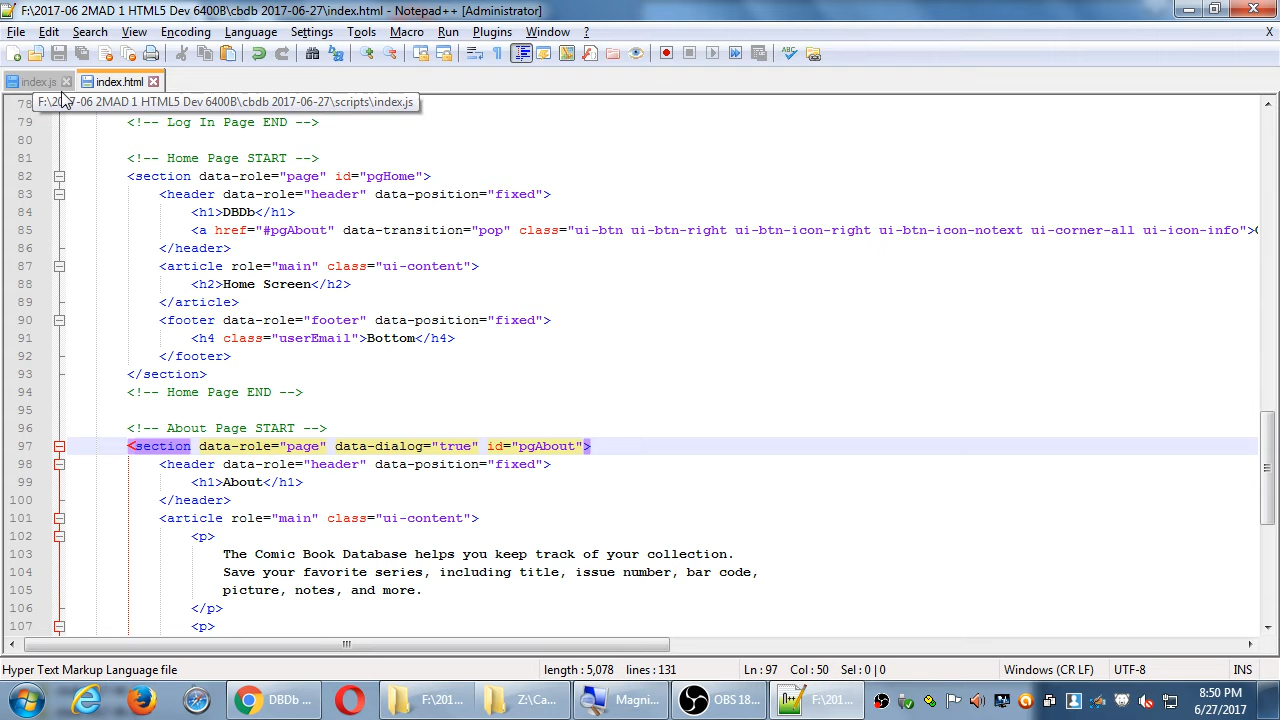 F:\2017-06 2MAD 1 HTML5 Dev 6400B\cbdb 2017-06-27\index.html - Notepad++ [Administrator]
File Edit Search View Encoding Language Settings Tools Macro Run Plugins Window ? X
index.js index.html
F:\2017-06 2MAD 1 HTML5 Dev 6400B\cbdb 2017-06-27\scripts\index.js
78
79 <!-- Log In Page END -->
80
81 <!-- Home Page START -->
82 <section data-role="page" id="pgHome">
83 <header data-role="header" data-position="fixed">
84 <h1>DBDb</h1>
85 <a href="#pgAbout" data-transition="pop" class="ui-btn ui-btn-right ui-btn-icon-right ui-btn-icon-notext ui-corner-all ui-icon-info">
86 </header>
87 <article role="main" class="ui-content">
88 <h2>Home Screen</h2>
89 </article>
90 <footer data-role="footer" data-position="fixed">
91 <h4 class="userEmail">Bottom</h4>
92 </footer>
93 </section>
94 <!-- Home Page END -->
95
96 <!-- About Page START -->
97 <section data-role="page" data-dialog="true" id="pgAbout">
98 <header data-role="header" data-position="fixed">
99 <h1>About</h1>
100 </header>
101 <article role="main" class="ui-content">
102 <p>
103 The Comic Book Database helps you keep track of your collection.
104 Save your favorite series, including title, issue number, bar code,
105 picture, notes, and more.
106 </p>
107 <p>
Hyper Text Markup Language file length : 5,078 lines : 131 Ln : 97 Col : 50 Sel : 0 | 0 Windows (CR LF) UTF-8 INS
DBDb ... F:\201... Z:\Ca... Magni... OBS 18... F:\201...
8:50 PM
6/27/2017